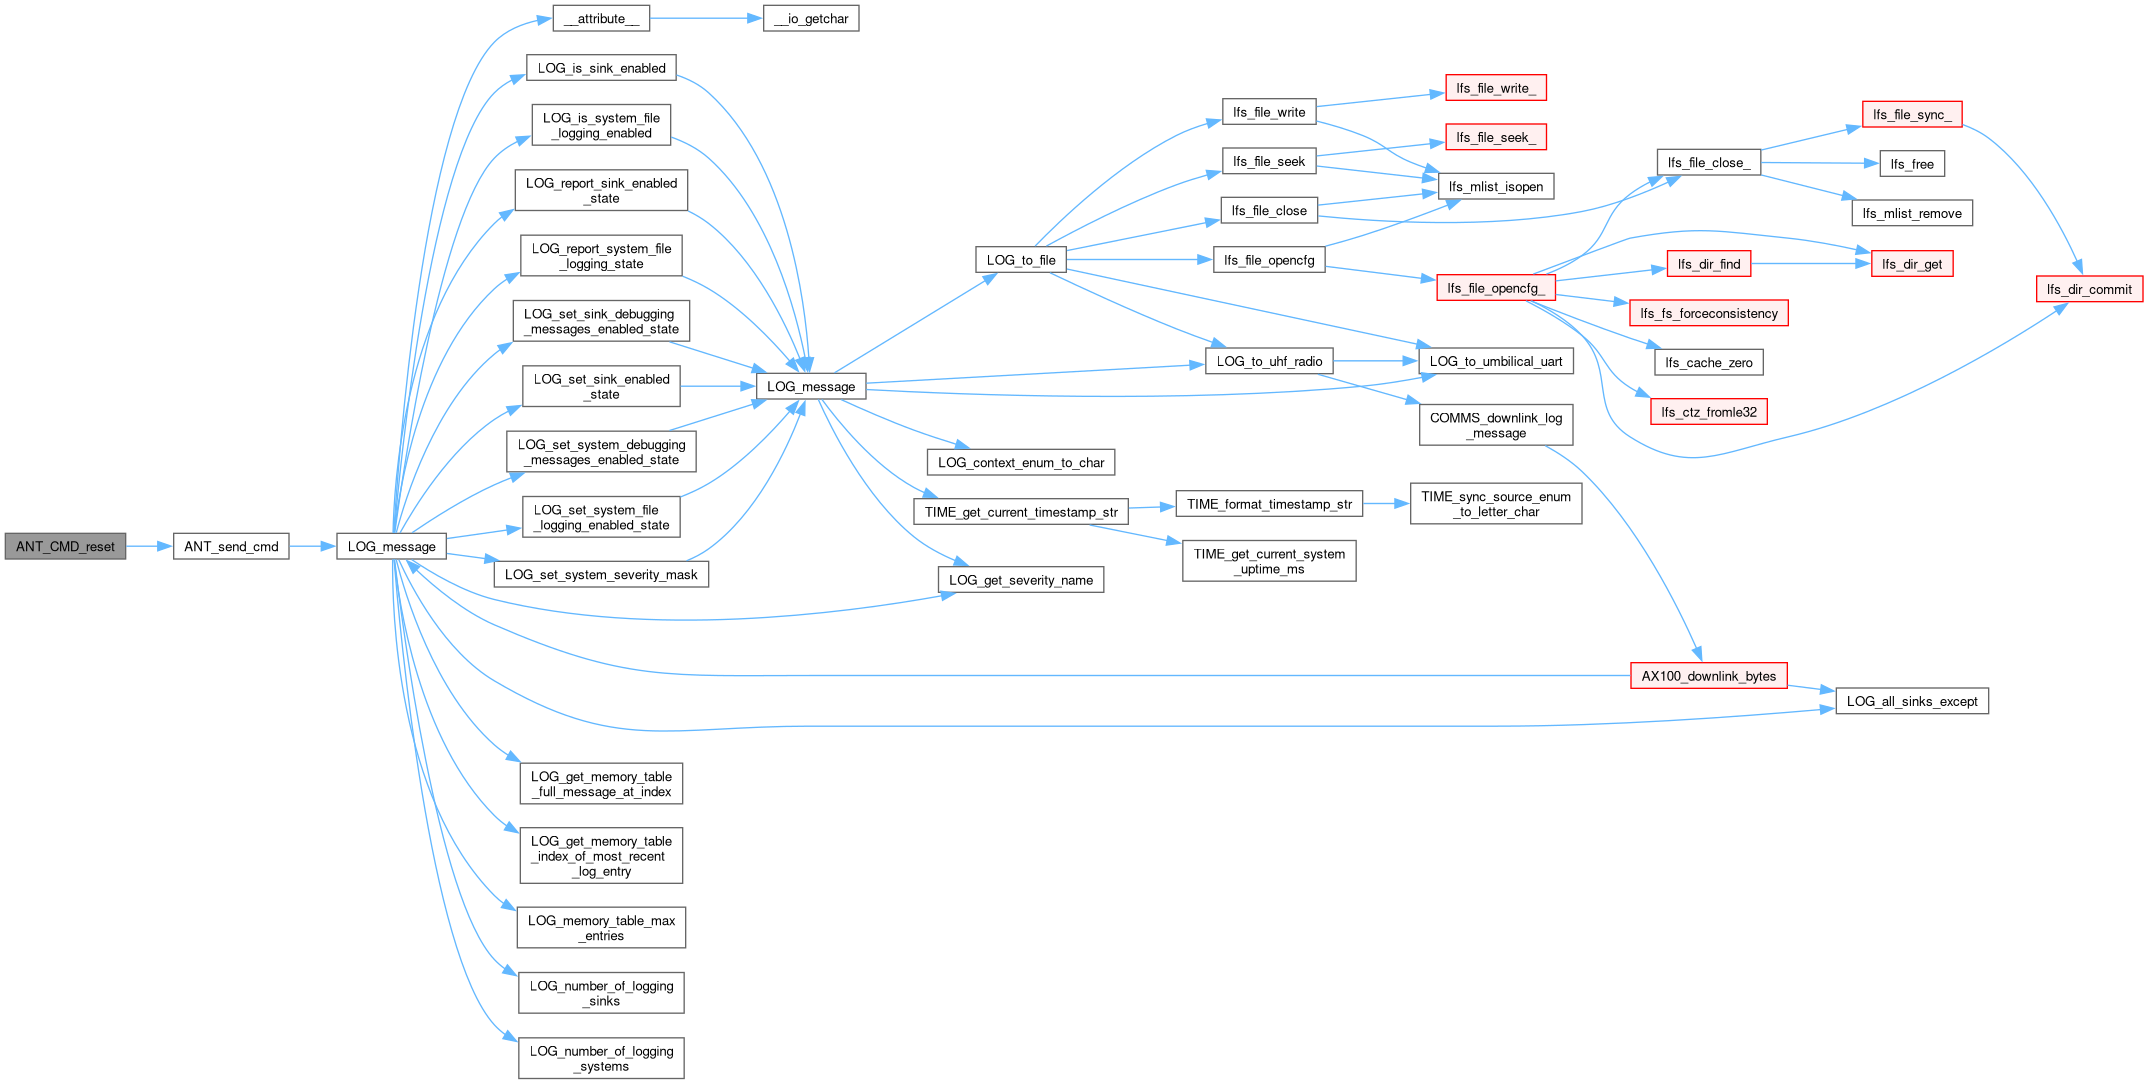 ANT_CMD_reset
ANT_send_cmd
LOG_message
__attribute__
__io_getchar
LOG_is_sink_enabled
LOG_is_system_file
_logging_enabled
LOG_report_sink_enabled
_state
LOG_report_system_file
_logging_state
LOG_set_sink_debugging
_messages_enabled_state
LOG_set_sink_enabled
_state
LOG_set_system_debugging
_messages_enabled_state
LOG_set_system_file
_logging_enabled_state
LOG_set_system_severity_mask
LOG_get_memory_table
_full_message_at_index
LOG_get_memory_table
_index_of_most_recent
_log_entry
LOG_memory_table_max
_entries
LOG_number_of_logging
_sinks
LOG_number_of_logging
_systems
LOG_message
LOG_to_file
LOG_context_enum_to_char
TIME_get_current_timestamp_str
LOG_get_severity_name
lfs_file_write
lfs_file_seek
lfs_file_close
lfs_file_opencfg
LOG_to_uhf_radio
TIME_format_timestamp_str
TIME_get_current_system
_uptime_ms
lfs_file_write_
lfs_file_seek_
lfs_mlist_isopen
lfs_file_opencfg_
LOG_to_umbilical_uart
COMMS_downlink_log
_message
TIME_sync_source_enum
_to_letter_char
lfs_file_close_
lfs_dir_find
lfs_fs_forceconsistency
lfs_cache_zero
lfs_ctz_fromle32
AX100_downlink_bytes
lfs_file_sync_
lfs_free
lfs_mlist_remove
lfs_dir_get
LOG_all_sinks_except
lfs_dir_commit